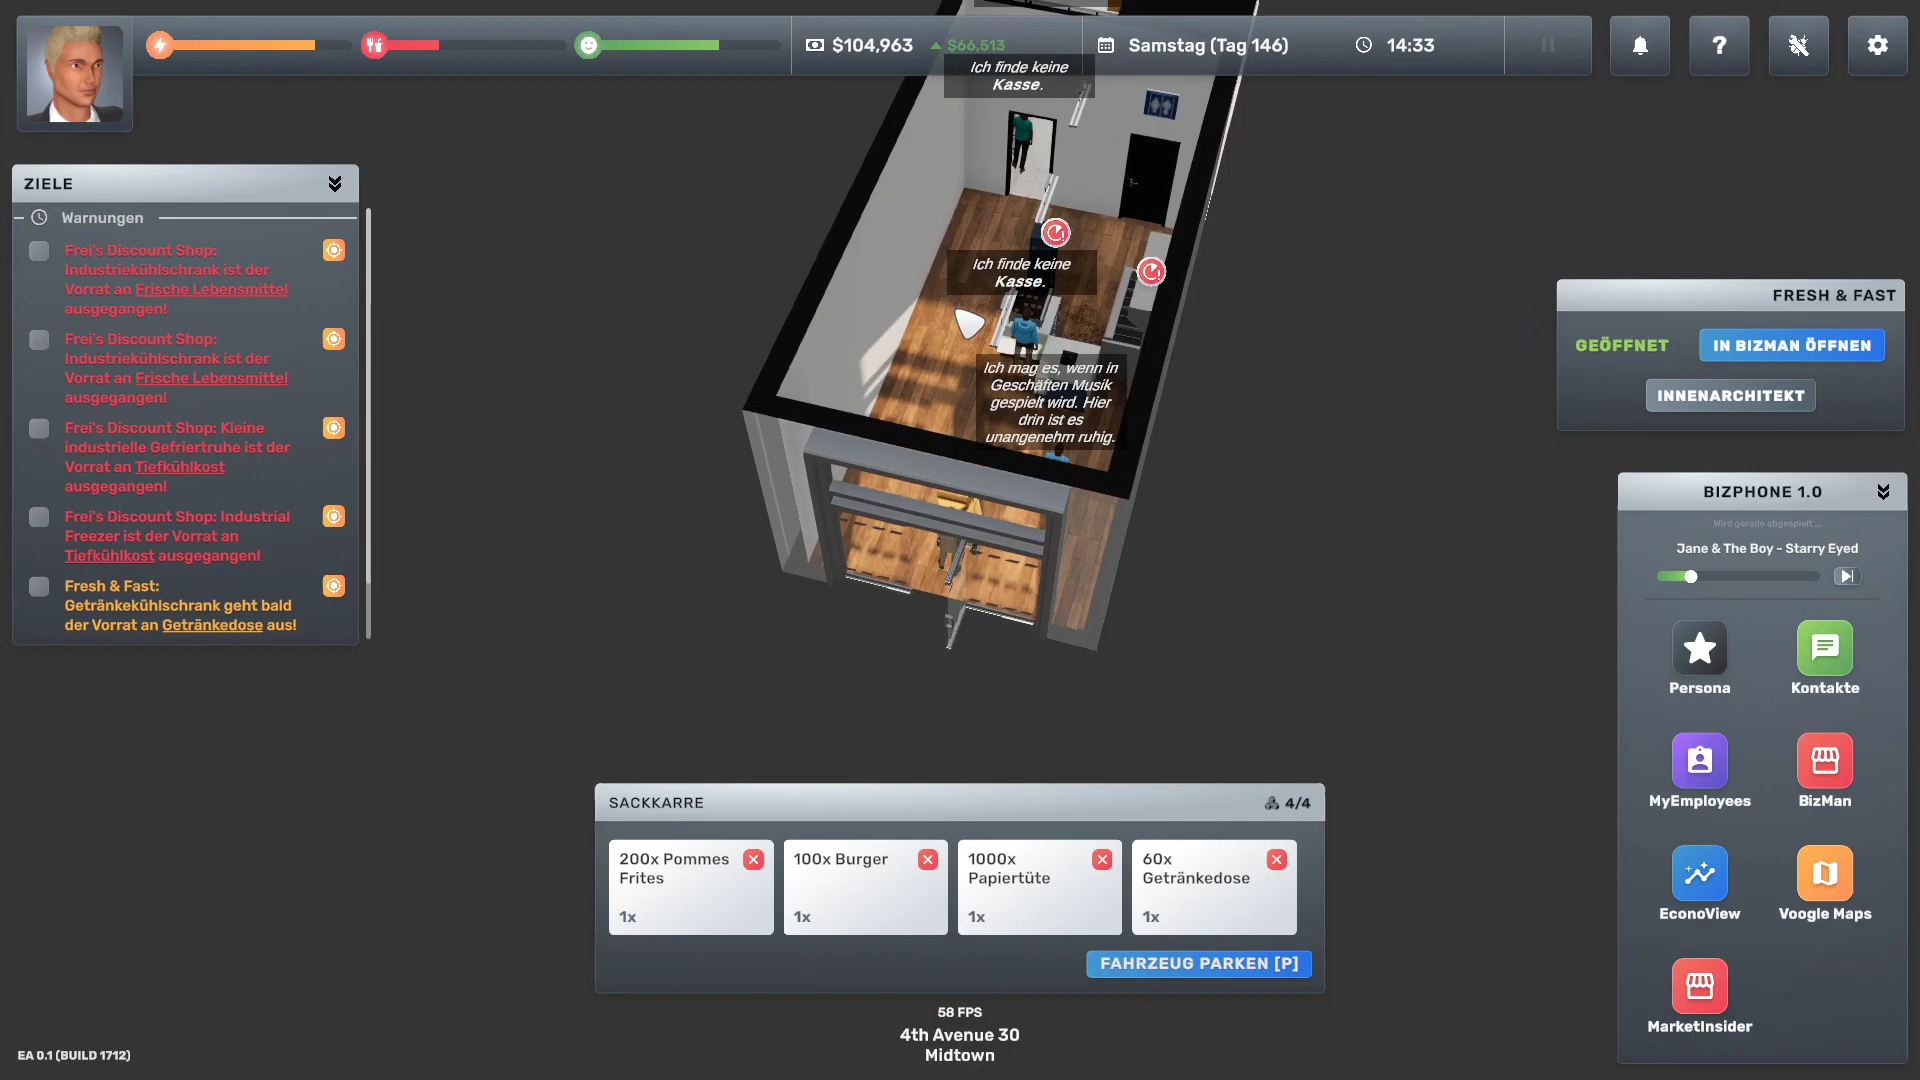 $104,963
$66,513
Samstag (Tag 146)
14:33
?
ZIELE
Warnungen
Frei's Discount Shop:
Industriekühlschrank ist der
Vorrat an Frische Lebensmittel
ausgegangen!
Frei's Discount Shop:
Industriekühlschrank ist der
Vorrat an Frische Lebensmittel
ausgegangen!
Frei's Discount Shop: Kleine
industrielle Gefriertruhe ist der
Vorrat an Tiefkühlkost
ausgegangen!
Frei's Discount Shop: Industrial
Freezer ist der Vorrat an
Tiefkühlkost ausgegangen!
Fresh & Fast:
Getränkekühlschrank geht bald
der Vorrat an Getränkedose aus!
Ich finde keine
Kasse.
Ich finde keine
Kasse.
Ich mag es, wenn in
Geschäften Musik
gespielt wird. Hier
drin ist es
unangenehm ruhig.
FRESH & FAST
GEÖFFNET
IN BIZMAN ÖFFNEN
INNENARCHITEKT
BIZPHONE 1.0
Wird gerade abgespielt ...
Jane & The Boy - Starry Eyed
Persona
Kontakte
MyEmployees
BizMan
EconoView
Voogle Maps
MarketInsider
SACKKARRE
4/4
200x Pommes
Frites
1x
100x Burger
1x
1000x
Papiertüte
1x
60x
Getränkedose
1x
FAHRZEUG PARKEN [P]
58 FPS
4th Avenue 30
Midtown
EA 0.1 (BUILD 1712)